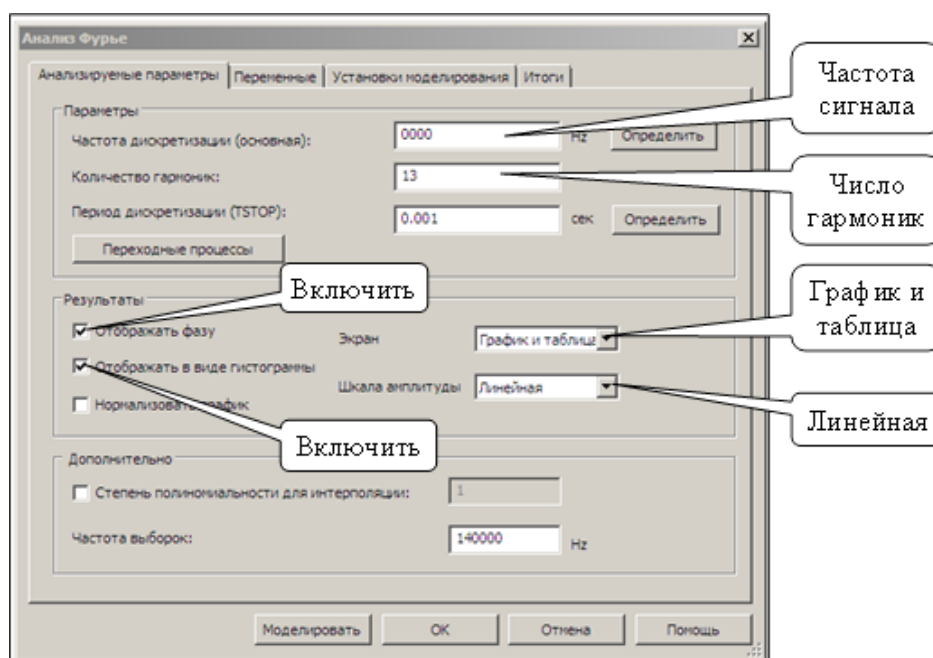 Анализ Фурье
Анализируемые параметры Переменные Установки моделирования Итоги
Частота сигнала
Параметры
Частота дискретизации (основная): 0000 Hz Определить
Количество гармоник: 13
Число гармоник
Период дискретизации (TSTOP): 0.001 сек Определить
Переходные процессы
Включить
График и таблица
Результаты
Отображать фазу Экран График и таблица
Отображать в виде гистограммы
Шкала амплитуды Линейная
Нормализовать график
Линейная
Включить
Дополнительно
Степень полиномиальности для интерполяции: 1
Частота выборок: 140000 Hz
Моделировать OK Отмена Помощь